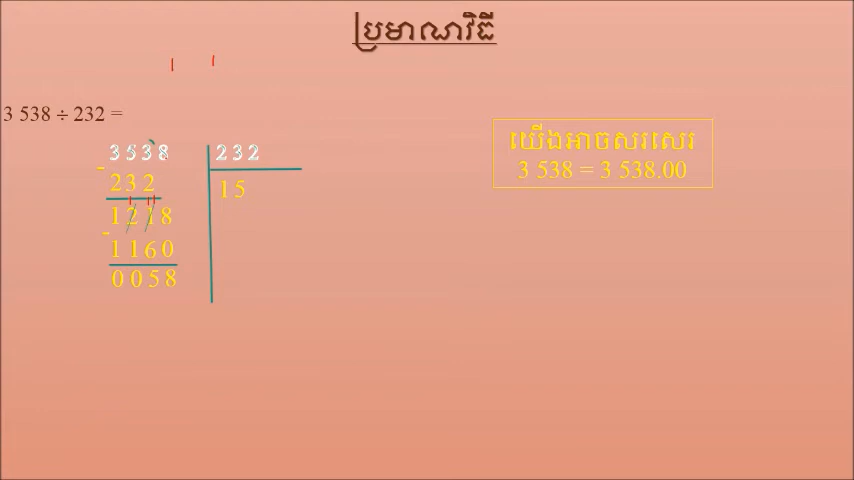 ប្រមាណវិធី
3 538 ÷ 232 =
យើងអាចសរសេរ
3 538 = 3 538.00
3538 232
232 15
1218
1160
0058